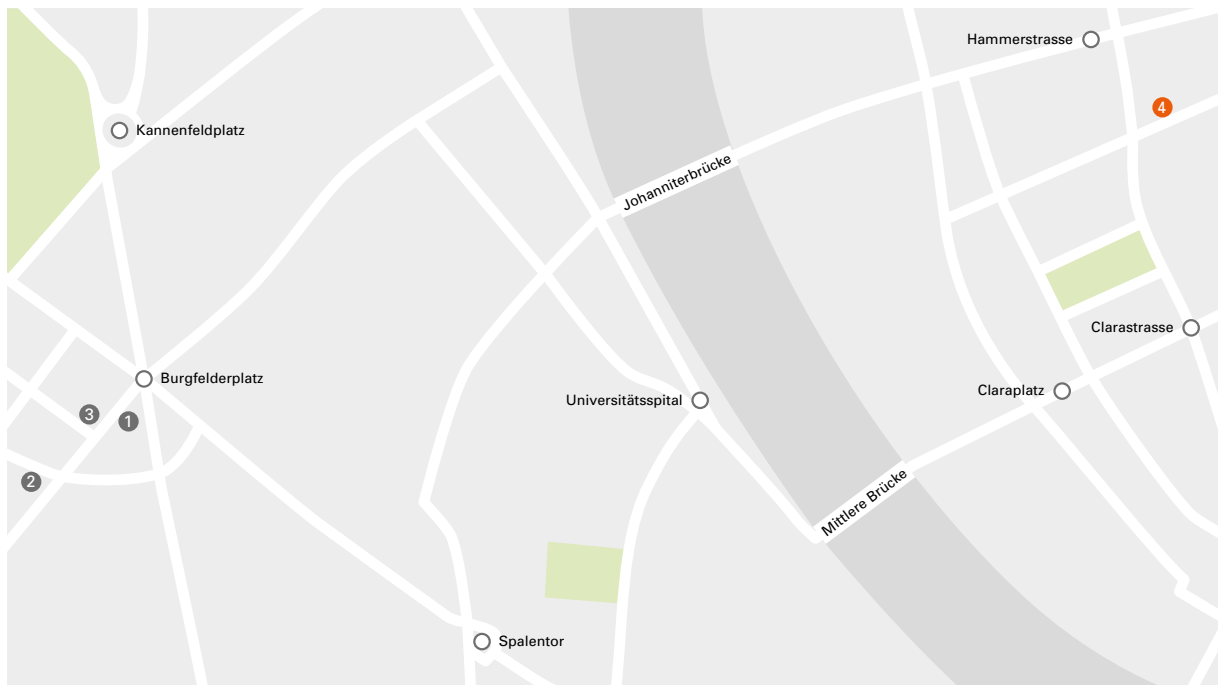 Hammerstrasse
4
Kannenfeldplatz
Johanniterbrücke
Clarastrasse
Burgfelderplatz
Claraplatz
Universitätsspital
3
1
2
Mittlere Brücke
Spalentor